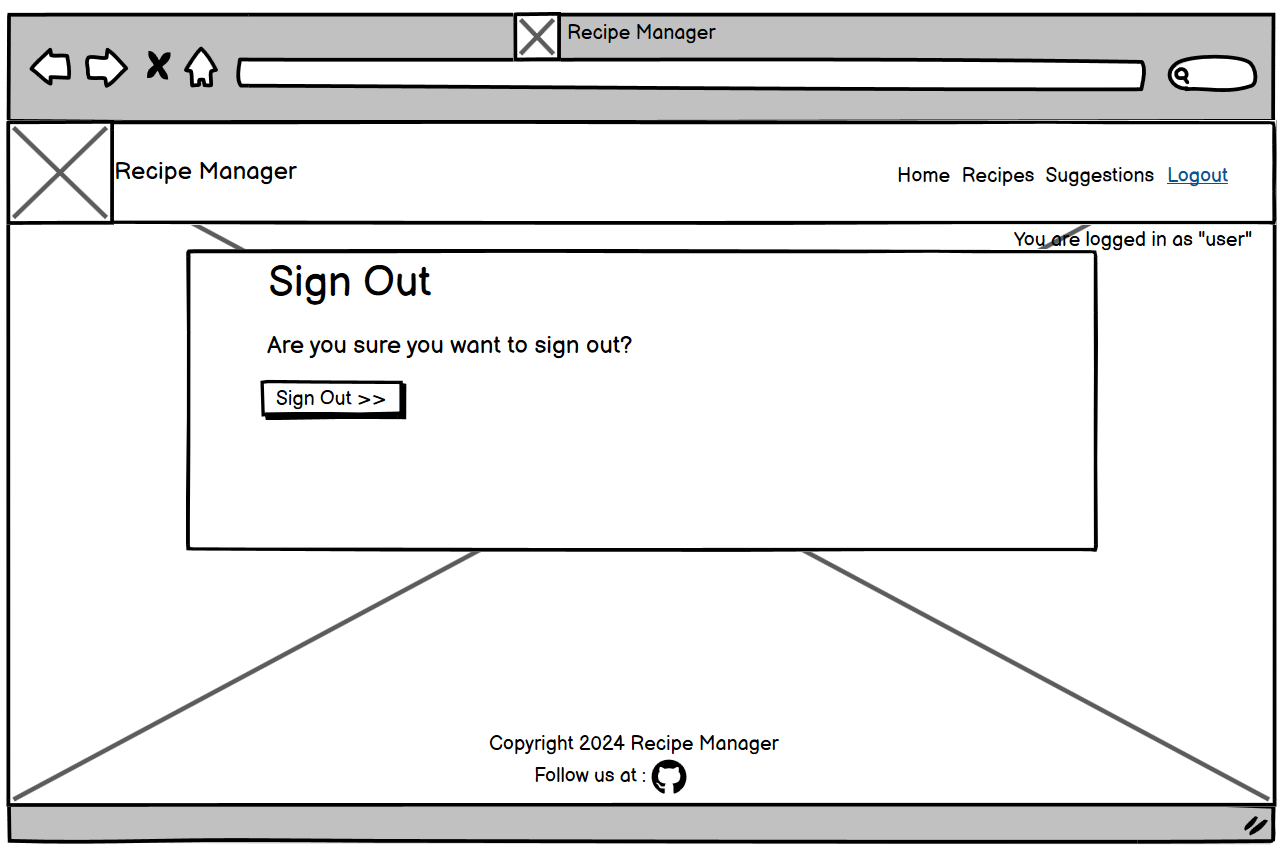 Recipe Manager
Recipe Manager
Home Recipes Suggestions Logout
You are logged in as "user"
Sign Out
Are you sure you want to sign out?
Sign Out >>
Copyright 2024 Recipe Manager
Follow us at :